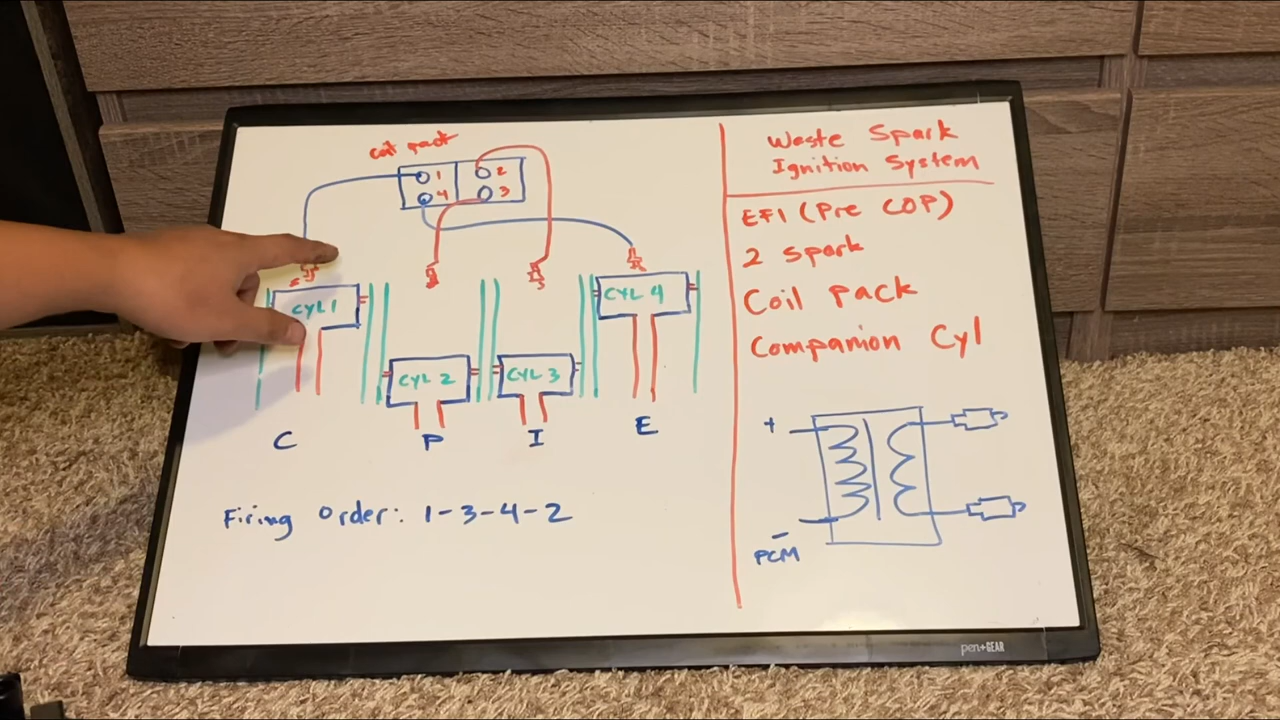 coil pack
1 2
4 3
CYL 1
CYL 2
CYL 3
CYL 4
C P I E
Firing Order: 1-3-4-2
Waste Spark
Ignition System
EFI (Pre COP)
2 Spark
Coil Pack
Companion Cyl
+
-
PCM
pen+GEAR